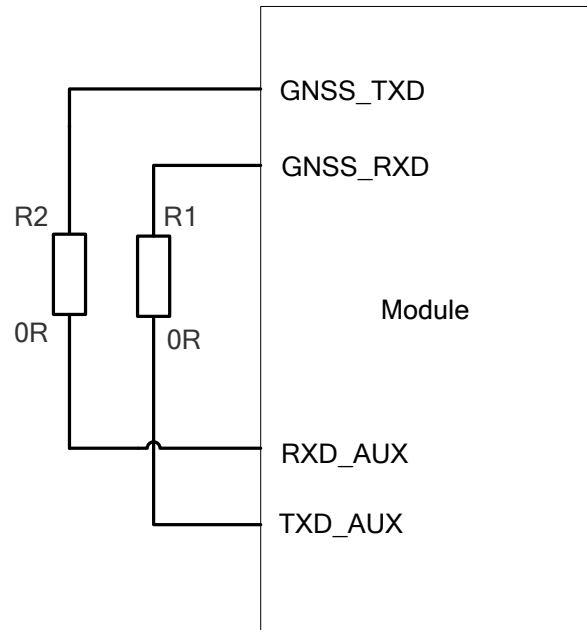 GNSS_TXD
GNSS_RXD
R2
R1
0R
0R
Module
RXD_AUX
TXD_AUX